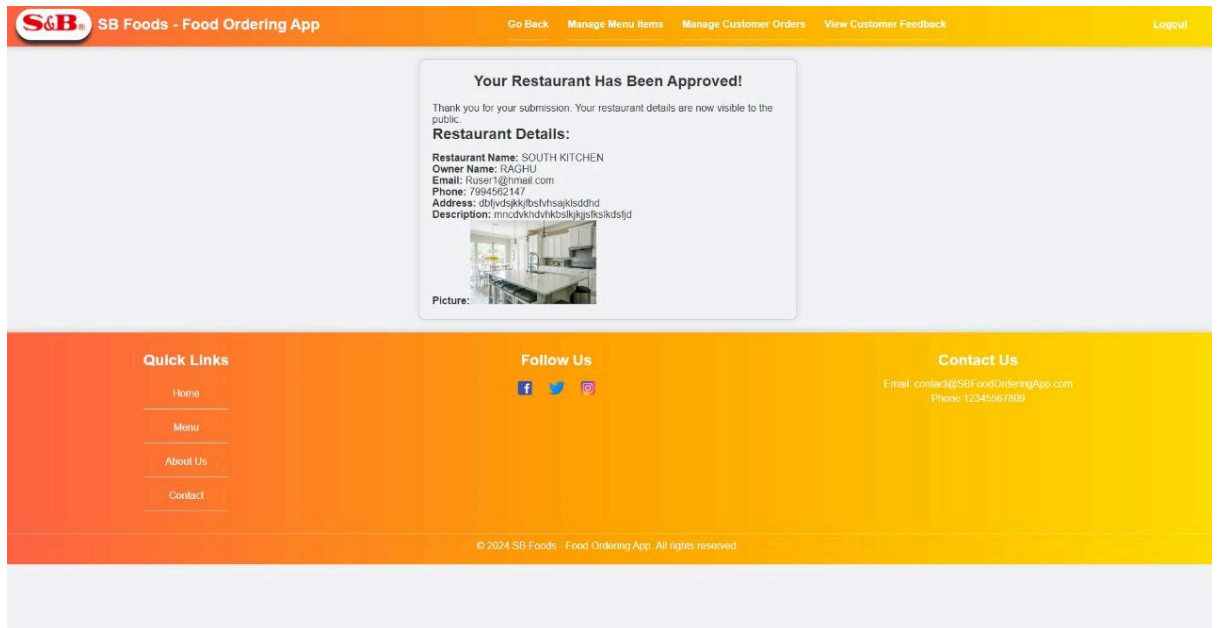 S&B® SB Foods - Food Ordering App Go Back Manage Menu Items Manage Customer Orders View Customer Feedback Logout
Your Restaurant Has Been Approved!
Thank you for your submission. Your restaurant details are now visible to the
public.
Restaurant Details:
Restaurant Name: SOUTH KITCHEN
Owner Name: RAGHU
Email: Ruser1@hmail.com
Phone: 7994562147
Address: dbfjvdsjkkjfbsfvhsajklsddhd
Description: mncdvkhdvhkbslkjkjjsfkslkdsfjd
Picture:
Quick Links
Home
Menu
About Us
Contact
Follow Us
Contact Us
Email: contact@SBFoodOrderingApp.com
Phone:12345567809
© 2024 SB Foods - Food Ordering App. All rights reserved.